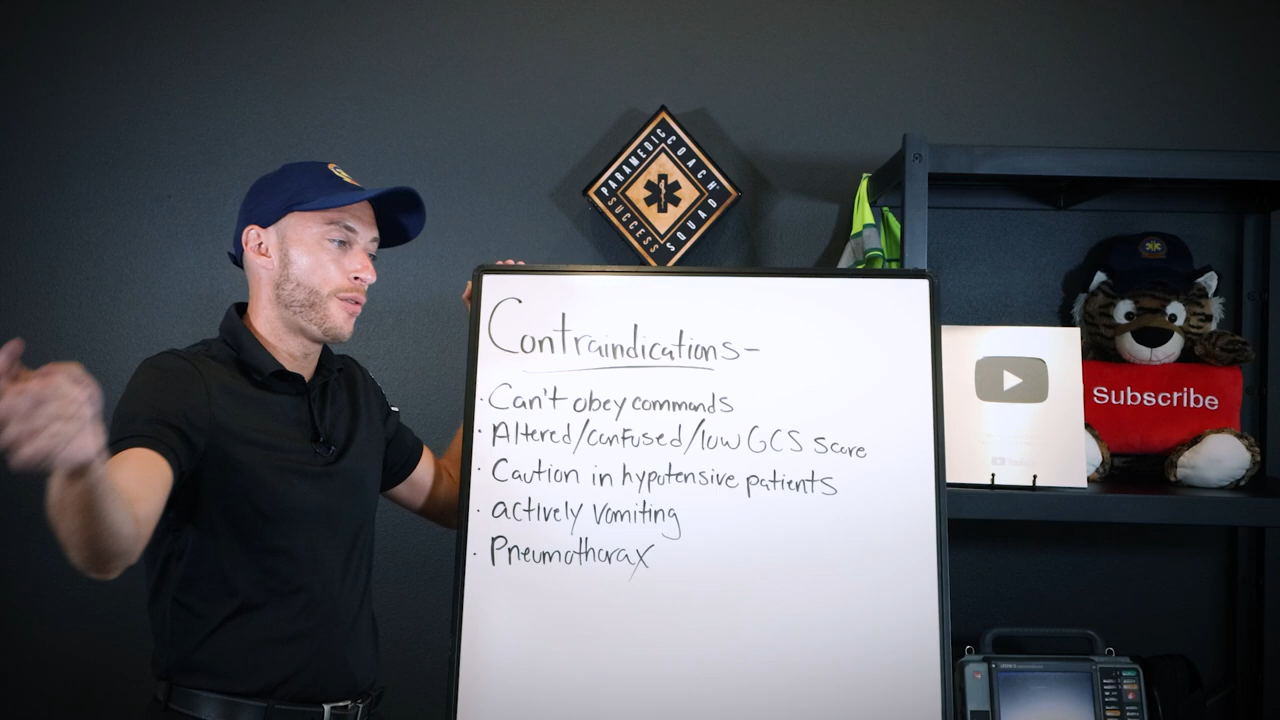 PARAMEDIC COACH
SUCCESS SQUAD
Contraindications-
· Can't obey commands
· Altered/confused/low GCS score
· Caution in hypotensive patients
· actively vomiting
· Pneumothorax
Subscribe